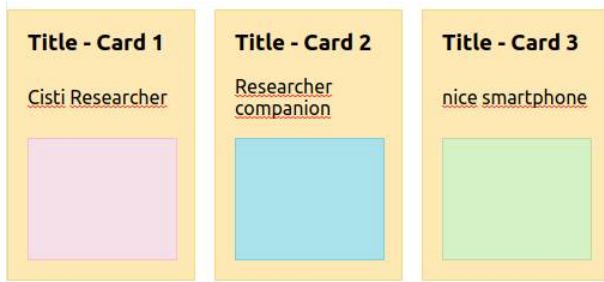 Title - Card 1
Cisti Researcher
Title - Card 2
Researcher
companion
Title - Card 3
nice smartphone